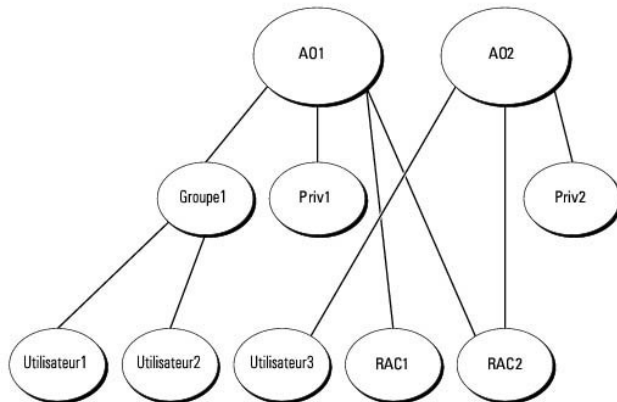 AO1
AO2
Groupe1
Priv1
Priv2
Utilisateur1
Utilisateur2
Utilisateur3
RAC1
RAC2